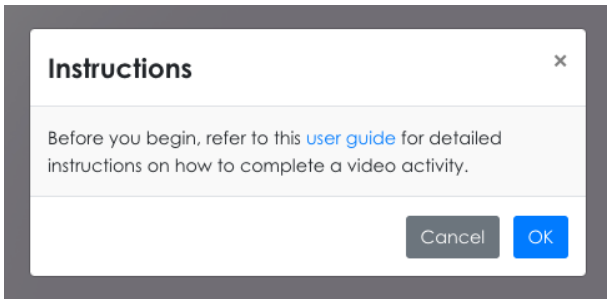 Instructions
×
Before you begin, refer to this user guide for detailed
instructions on how to complete a video activity.
Cancel OK